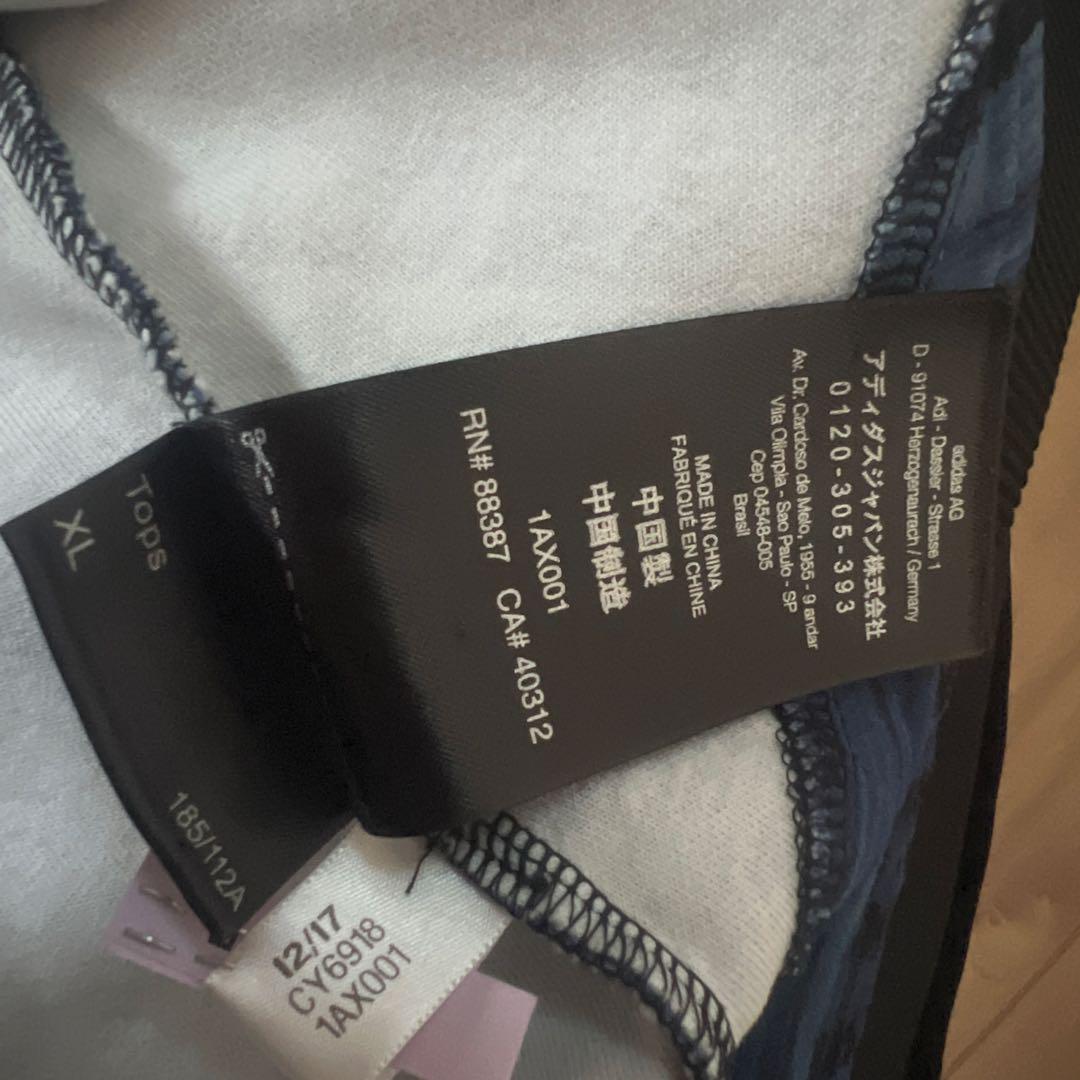 adidas AG
Adi - Dassler - Strasse 1
D - 91074 Herzogenaurach / Germany
アディダスジャパン株式会社
0120-305-393
Av. Dr. Cardoso de Melo, 1955 - 9 andar
Vila Olimpia - Sao Paulo - SP
Cep 04548-005
Brasil
MADE IN CHINA
FABRIQUÉ EN CHINE
中国製
中国制造
1AX001
RN# 88387 CA# 40312
Tops
XL
185/112A
12/17
CY6918
1AX001